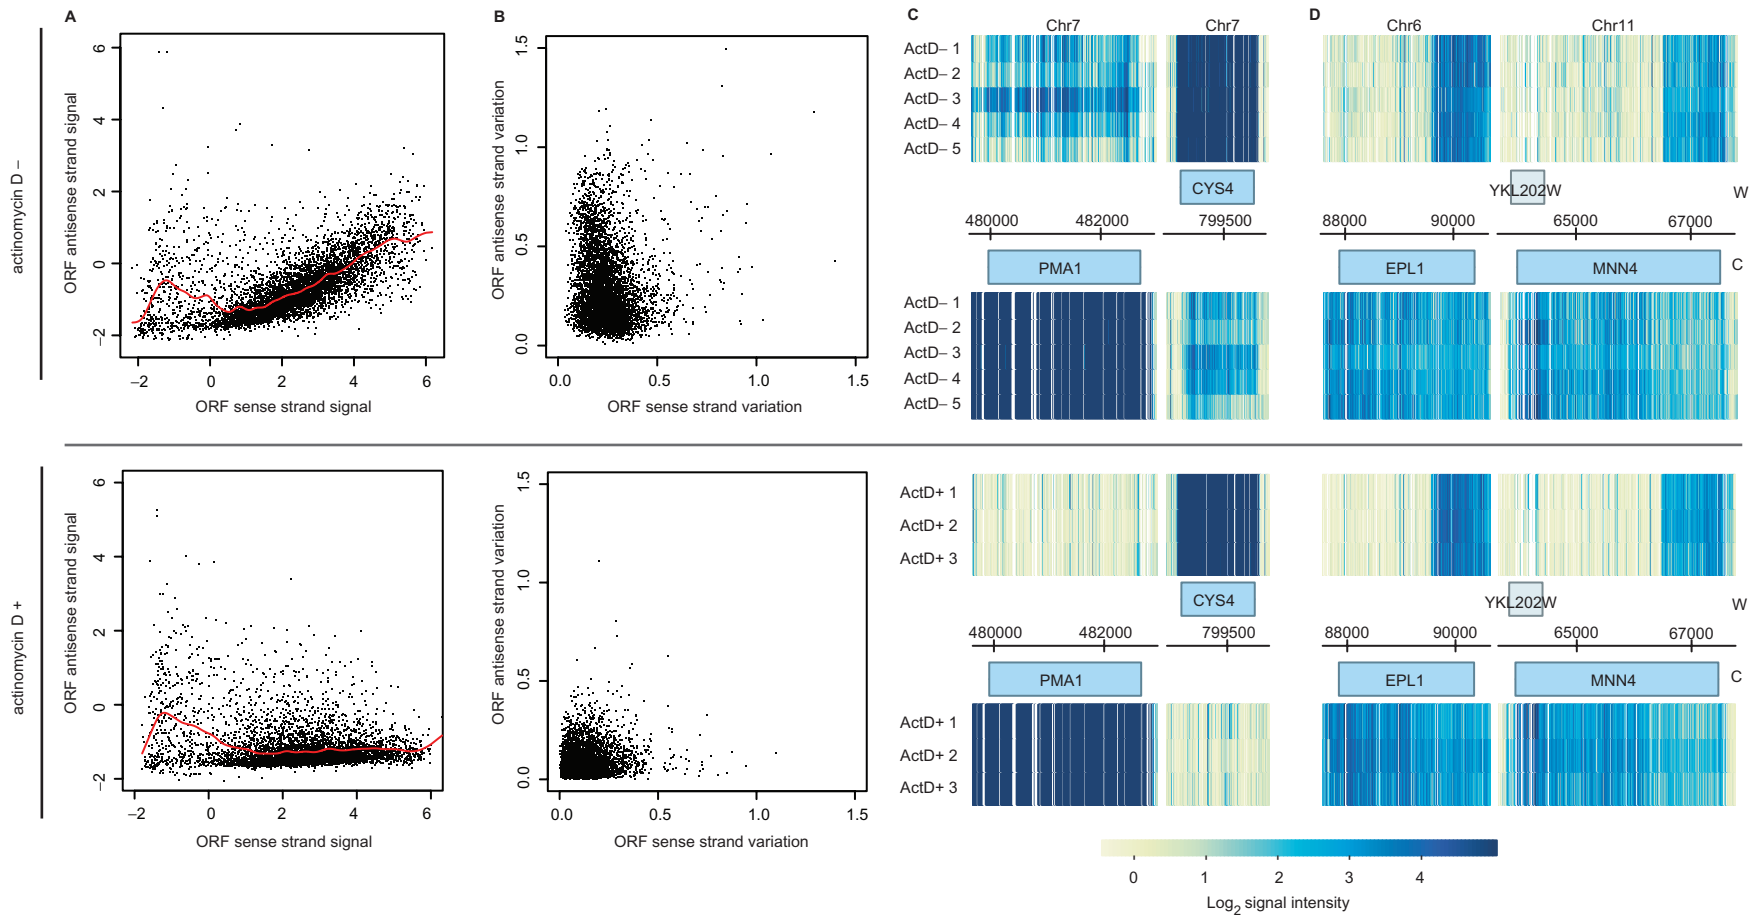 A
B
C
D
actinomycin D –
ORF antisense strand signal
6
4
2
0
–2
–2 0 2 4 6
ORF sense strand signal
ORF antisense strand variation
1.5
1.0
0.5
0.0
0.0 0.5 1.0 1.5
ORF sense strand variation
Chr7 Chr7
Chr6 Chr11
ActD– 1
ActD– 2
ActD– 3
ActD– 4
ActD– 5
CYS4
YKL202W
W
480000 482000 799500
88000 90000 65000 67000
PMA1
EPL1
MNN4
C
ActD– 1
ActD– 2
ActD– 3
ActD– 4
ActD– 5
actinomycin D +
ORF antisense strand signal
6
4
2
0
–2
–2 0 2 4 6
ORF sense strand signal
ORF antisense strand variation
1.5
1.0
0.5
0.0
0.0 0.5 1.0 1.5
ORF sense strand variation
ActD+ 1
ActD+ 2
ActD+ 3
CYS4
YKL202W
W
480000 482000 799500
88000 90000 65000 67000
PMA1
EPL1
MNN4
C
ActD+ 1
ActD+ 2
ActD+ 3
0 1 2 3 4
Log2 signal intensity